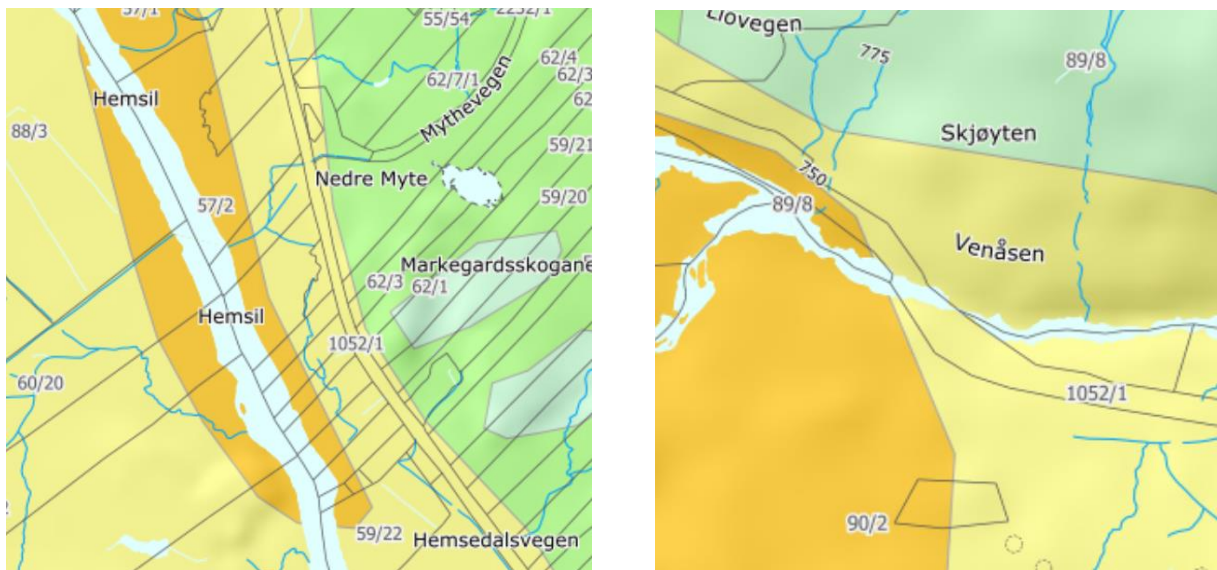 57/1
55/54
2232/1
62/4
62/3
62/7/1
62
Hemsil
Mythevegen
88/3
59/21
Nedre Myte
59/20
57/2
Markegardsskogane
62/3
62/1
Hemsil
1052/1
60/20
59/22
Hemsedalsvegen
Liovegen
775
89/8
Skjøyten
750
89/8
Venåsen
1052/1
90/2